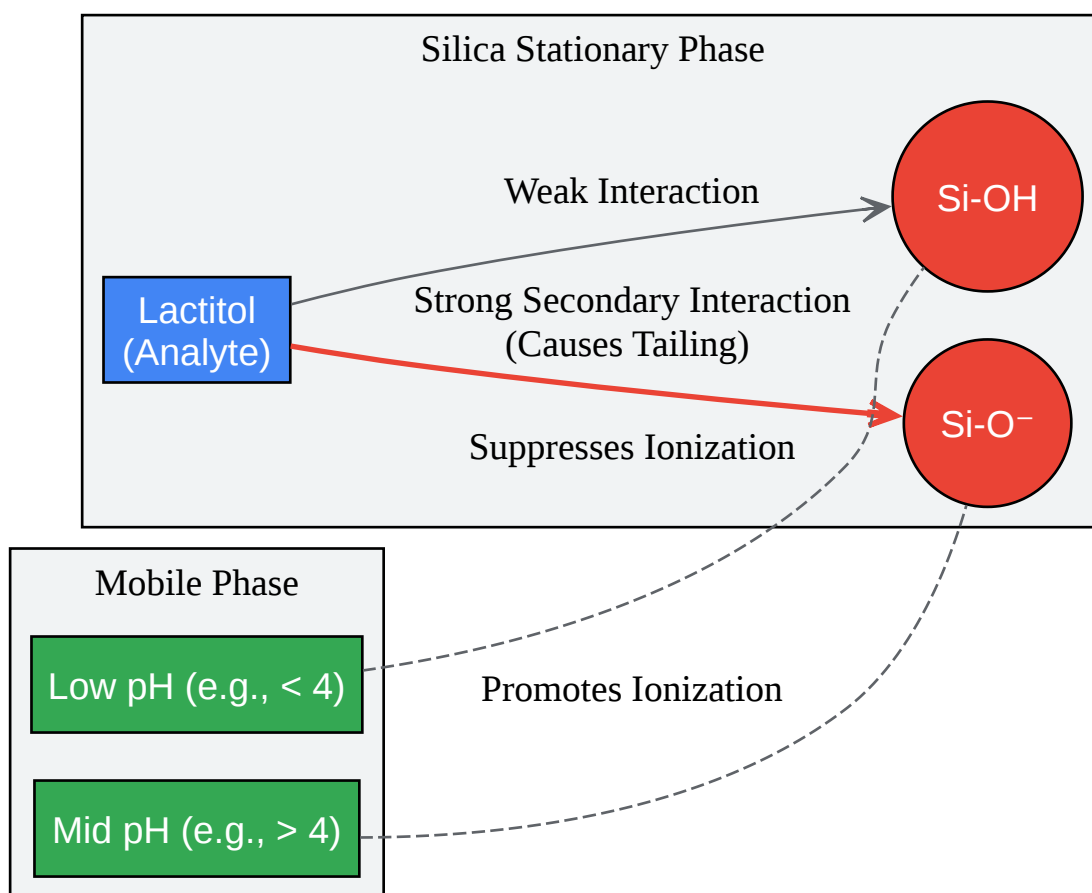 Silica Stationary Phase
Weak Interaction
Si-OH
Lactitol
(Analyte)
Strong Secondary Interaction
(Causes Tailing)
Si-O⁻
Suppresses Ionization
Mobile Phase
Low pH (e.g., < 4)
Promotes Ionization
Mid pH (e.g., > 4)